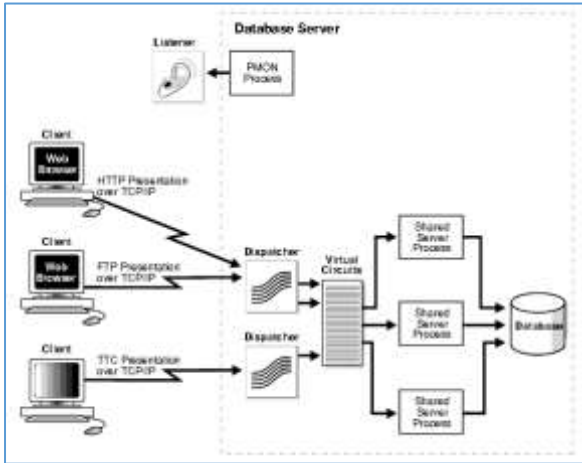 Database Server
Listener
PMON
Process
Client
Web
Browser
HTTP Presentation
over TCP/IP
Client
Web
Browser
FTP Presentation
over TCP/IP
Client
TTC Presentation
over TCP/IP
Dispatcher
Dispatcher
Virtual
Circuits
Shared
Server
Process
Shared
Server
Process
Shared
Server
Process
Database